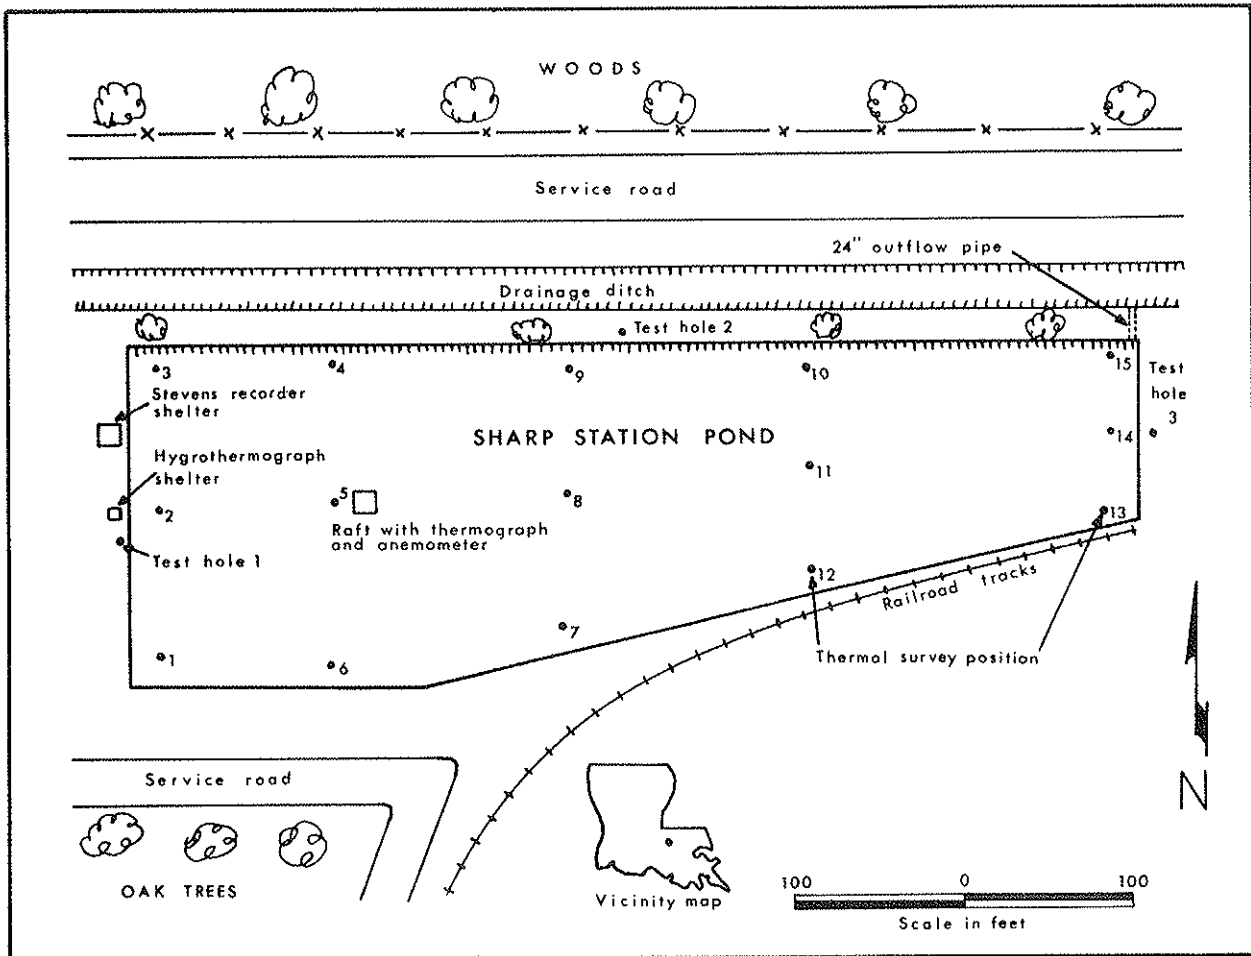 WOODS
Service road
24" outflow pipe
Drainage ditch
Test hole 2
3
4
9
10
15
Test
hole
3
Stevens recorder
shelter
SHARP STATION POND
14
Hygrothermograph
shelter
11
2
5
8
13
Raft with thermograph
and anemometer
Test hole 1
12
Railroad tracks
7
1
6
Thermal survey position
Service road
N
OAK TREES
Vicinity map
100 0 100
Scale in feet